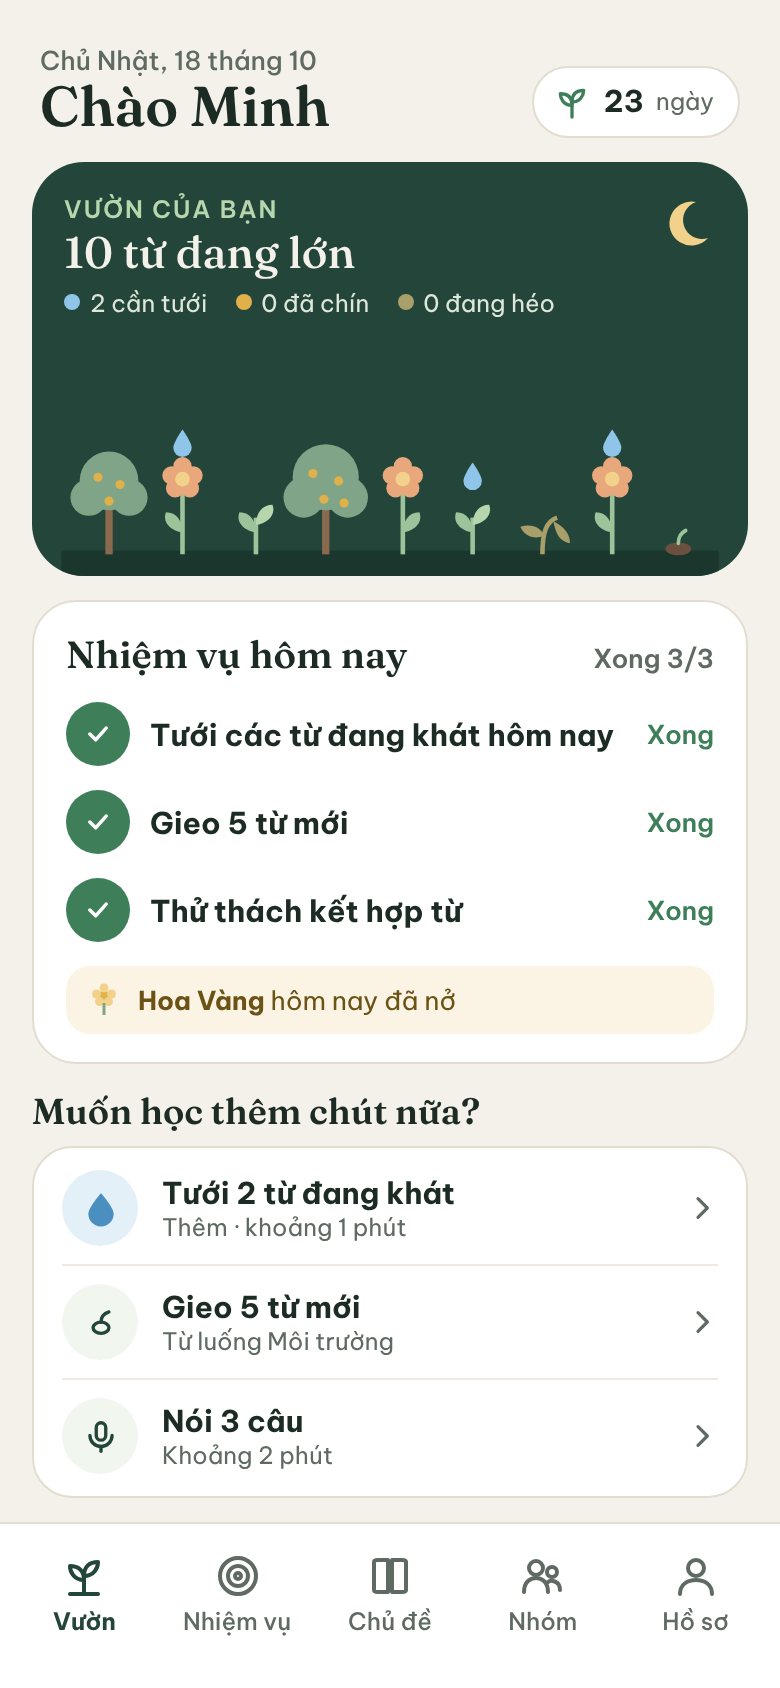 Chủ Nhật, 18 tháng 10
Chào Minh
23 ngày
VƯỜN CỦA BẠN
10 từ đang lớn
2 cần tưới
0 đã chín
0 đang héo
Nhiệm vụ hôm nay
Xong 3/3
Tưới các từ đang khát hôm nay
Xong
Gieo 5 từ mới
Xong
Thử thách kết hợp từ
Xong
Hoa Vàng hôm nay đã nở
Muốn học thêm chút nữa?
Tưới 2 từ đang khát
Thêm · khoảng 1 phút
Gieo 5 từ mới
Từ luống Môi trường
Nói 3 câu
Khoảng 2 phút
Vườn
Nhiệm vụ
Chủ đề
Nhóm
Hồ sơ